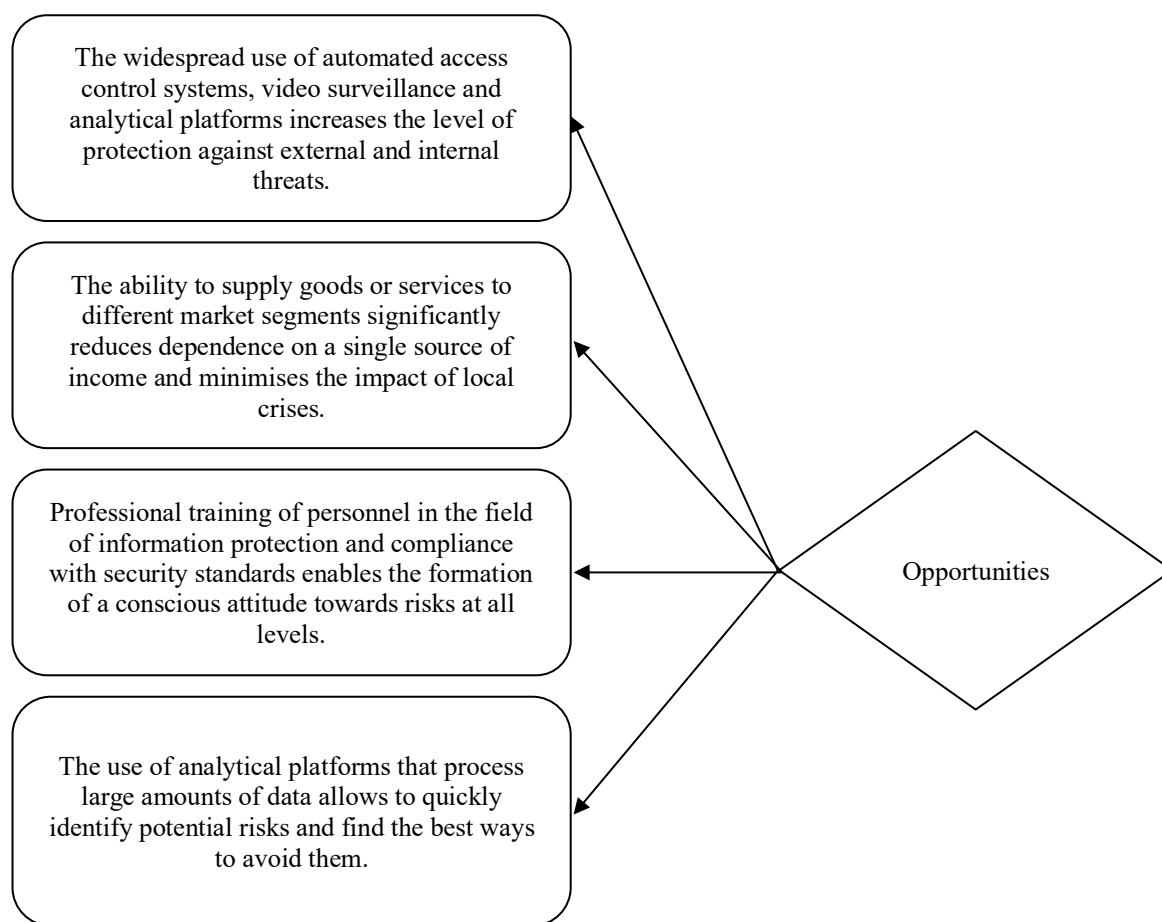 The widespread use of automated access
control systems, video surveillance and
analytical platforms increases the level of
protection against external and internal
threats.
The ability to supply goods or services to
different market segments significantly
reduces dependence on a single source of
income and minimises the impact of local
crises.
Professional training of personnel in the field
of information protection and compliance
with security standards enables the formation
of a conscious attitude towards risks at all
levels.
The use of analytical platforms that process
large amounts of data allows to quickly
identify potential risks and find the best ways
to avoid them.
Opportunities